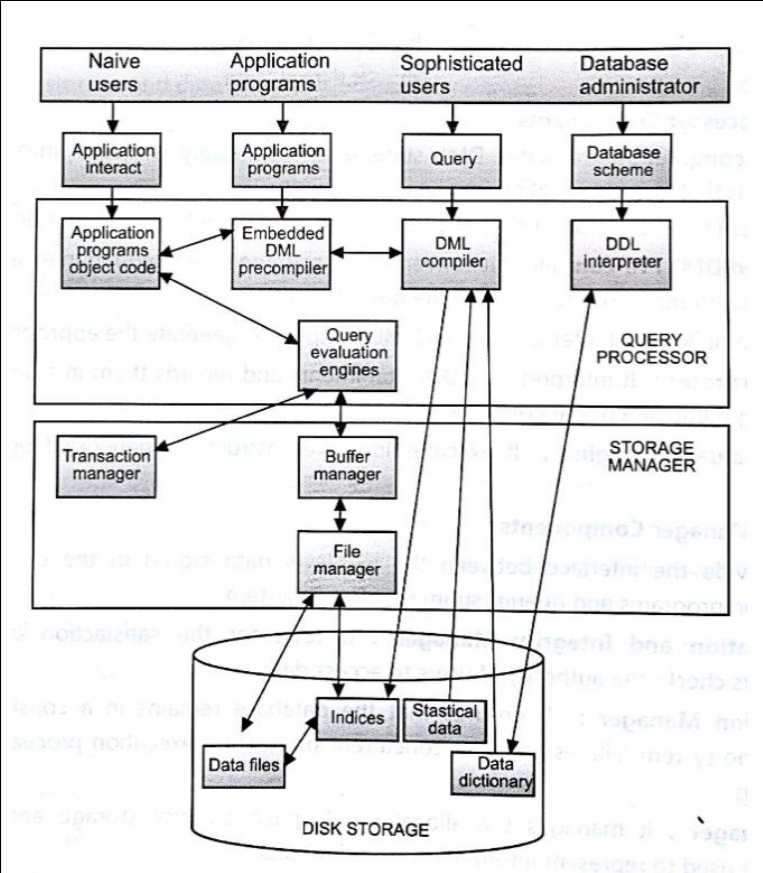 Naive
users
Application
programs
Sophisticated
users
Database
administrator
Application
interact
Application
programs
Query
Database
scheme
Application
programs
object code
Embedded
DML
precompiler
DML
compiler
DDL
interpreter
Query
evaluation
engines
QUERY
PROCESSOR
Transaction
manager
Buffer
manager
STORAGE
MANAGER
File
manager
Indices
Stastical
data
Data files
Data
dictionary
DISK STORAGE